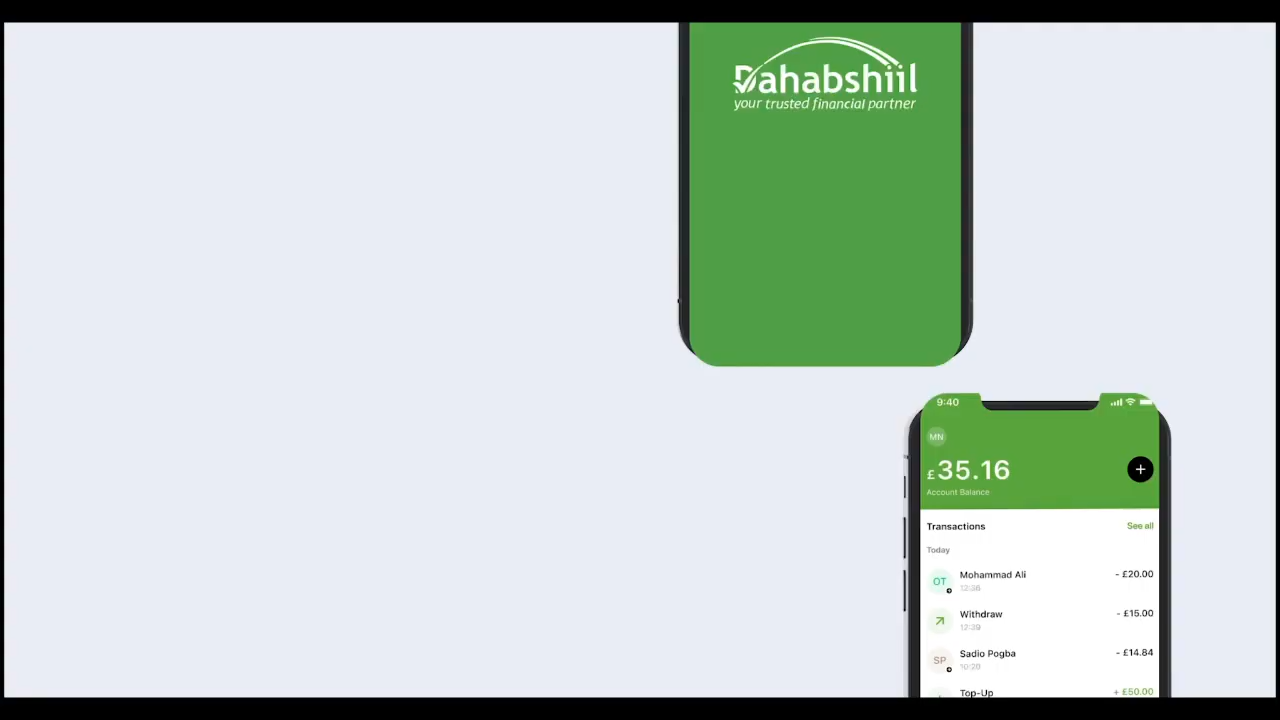 Dahabshiil
your trusted financial partner
9:40
MN
£35.16
Account Balance
Transactions
See all
Today
OT
Mohammad Ali
- £20.00
Withdraw
- £15.00
SP
Sadio Pogba
- £14.84
Top-Up
+ £50.00